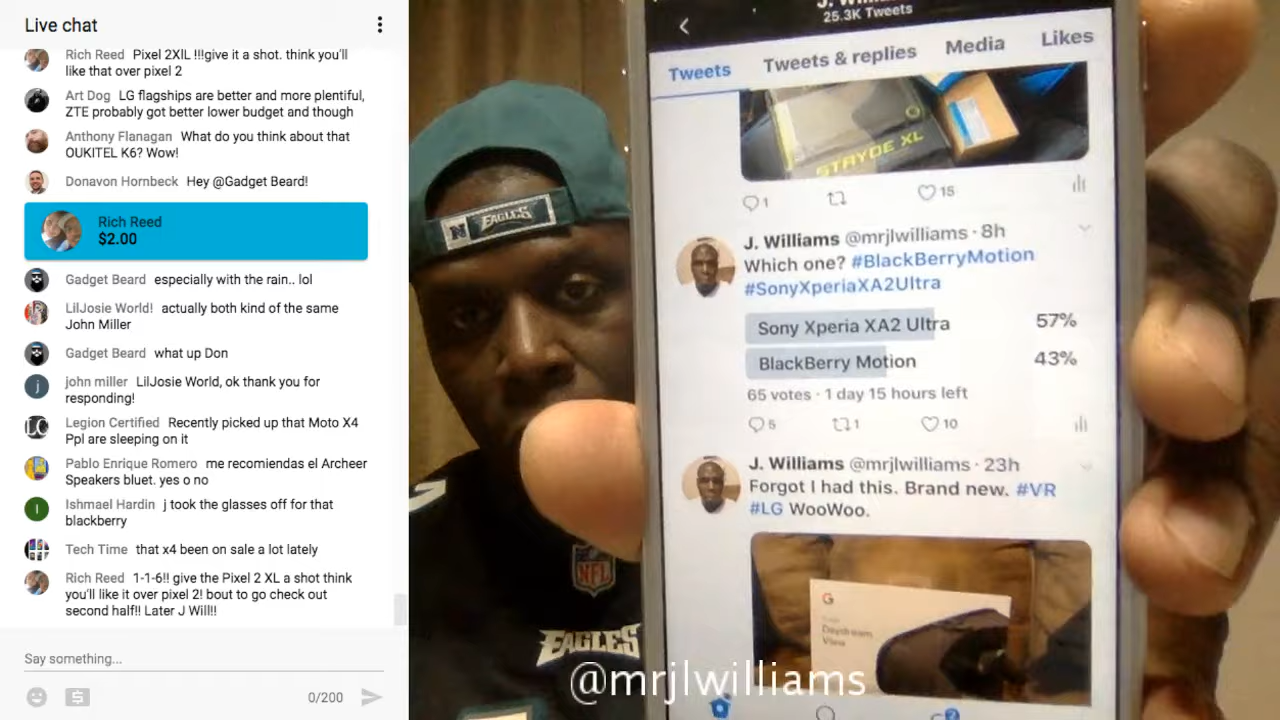 Live chat
Rich Reed Pixel 2XIL !!!give it a shot. think you'll
like that over pixel 2
Art Dog LG flagships are better and more plentiful,
ZTE probably got better lower budget and though
Anthony Flanagan What do you think about that
OUKITEL K6? Wow!
Donavon Hornbeck Hey @Gadget Beard!
Rich Reed
$2.00
Gadget Beard especially with the rain.. lol
LilJosie World! actually both kind of the same
John Miller
Gadget Beard what up Don
j
john miller LilJosie World, ok thank you for
responding!
LC
Legion Certified Recently picked up that Moto X4
Ppl are sleeping on it
Pablo Enrique Romero me recomiendas el Archeer
Speakers bluet. yes o no
I
Ishmael Hardin j took the glasses off for that
blackberry
Tech Time that x4 been on sale a lot lately
Rich Reed 1-1-6!! give the Pixel 2 XL a shot think
you'll like it over pixel 2! bout to go check out
second half!! Later J Will!!
Say something...
0/200
EAGLES
NFL
EAGLES
J. Williams
25.3K Tweets
Tweets Tweets & replies Media Likes
STRYDE XL
1 15
J. Williams @mrjlwilliams · 8h
Which one? #BlackBerryMotion
#SonyXperiaXA2Ultra
Sony Xperia XA2 Ultra 57%
BlackBerry Motion 43%
65 votes · 1 day 15 hours left
5 1 10
J. Williams @mrjlwilliams · 23h
Forgot I had this. Brand new. #VR
#LG WooWoo.
G
Daydream
View
2
@mrjlwilliams